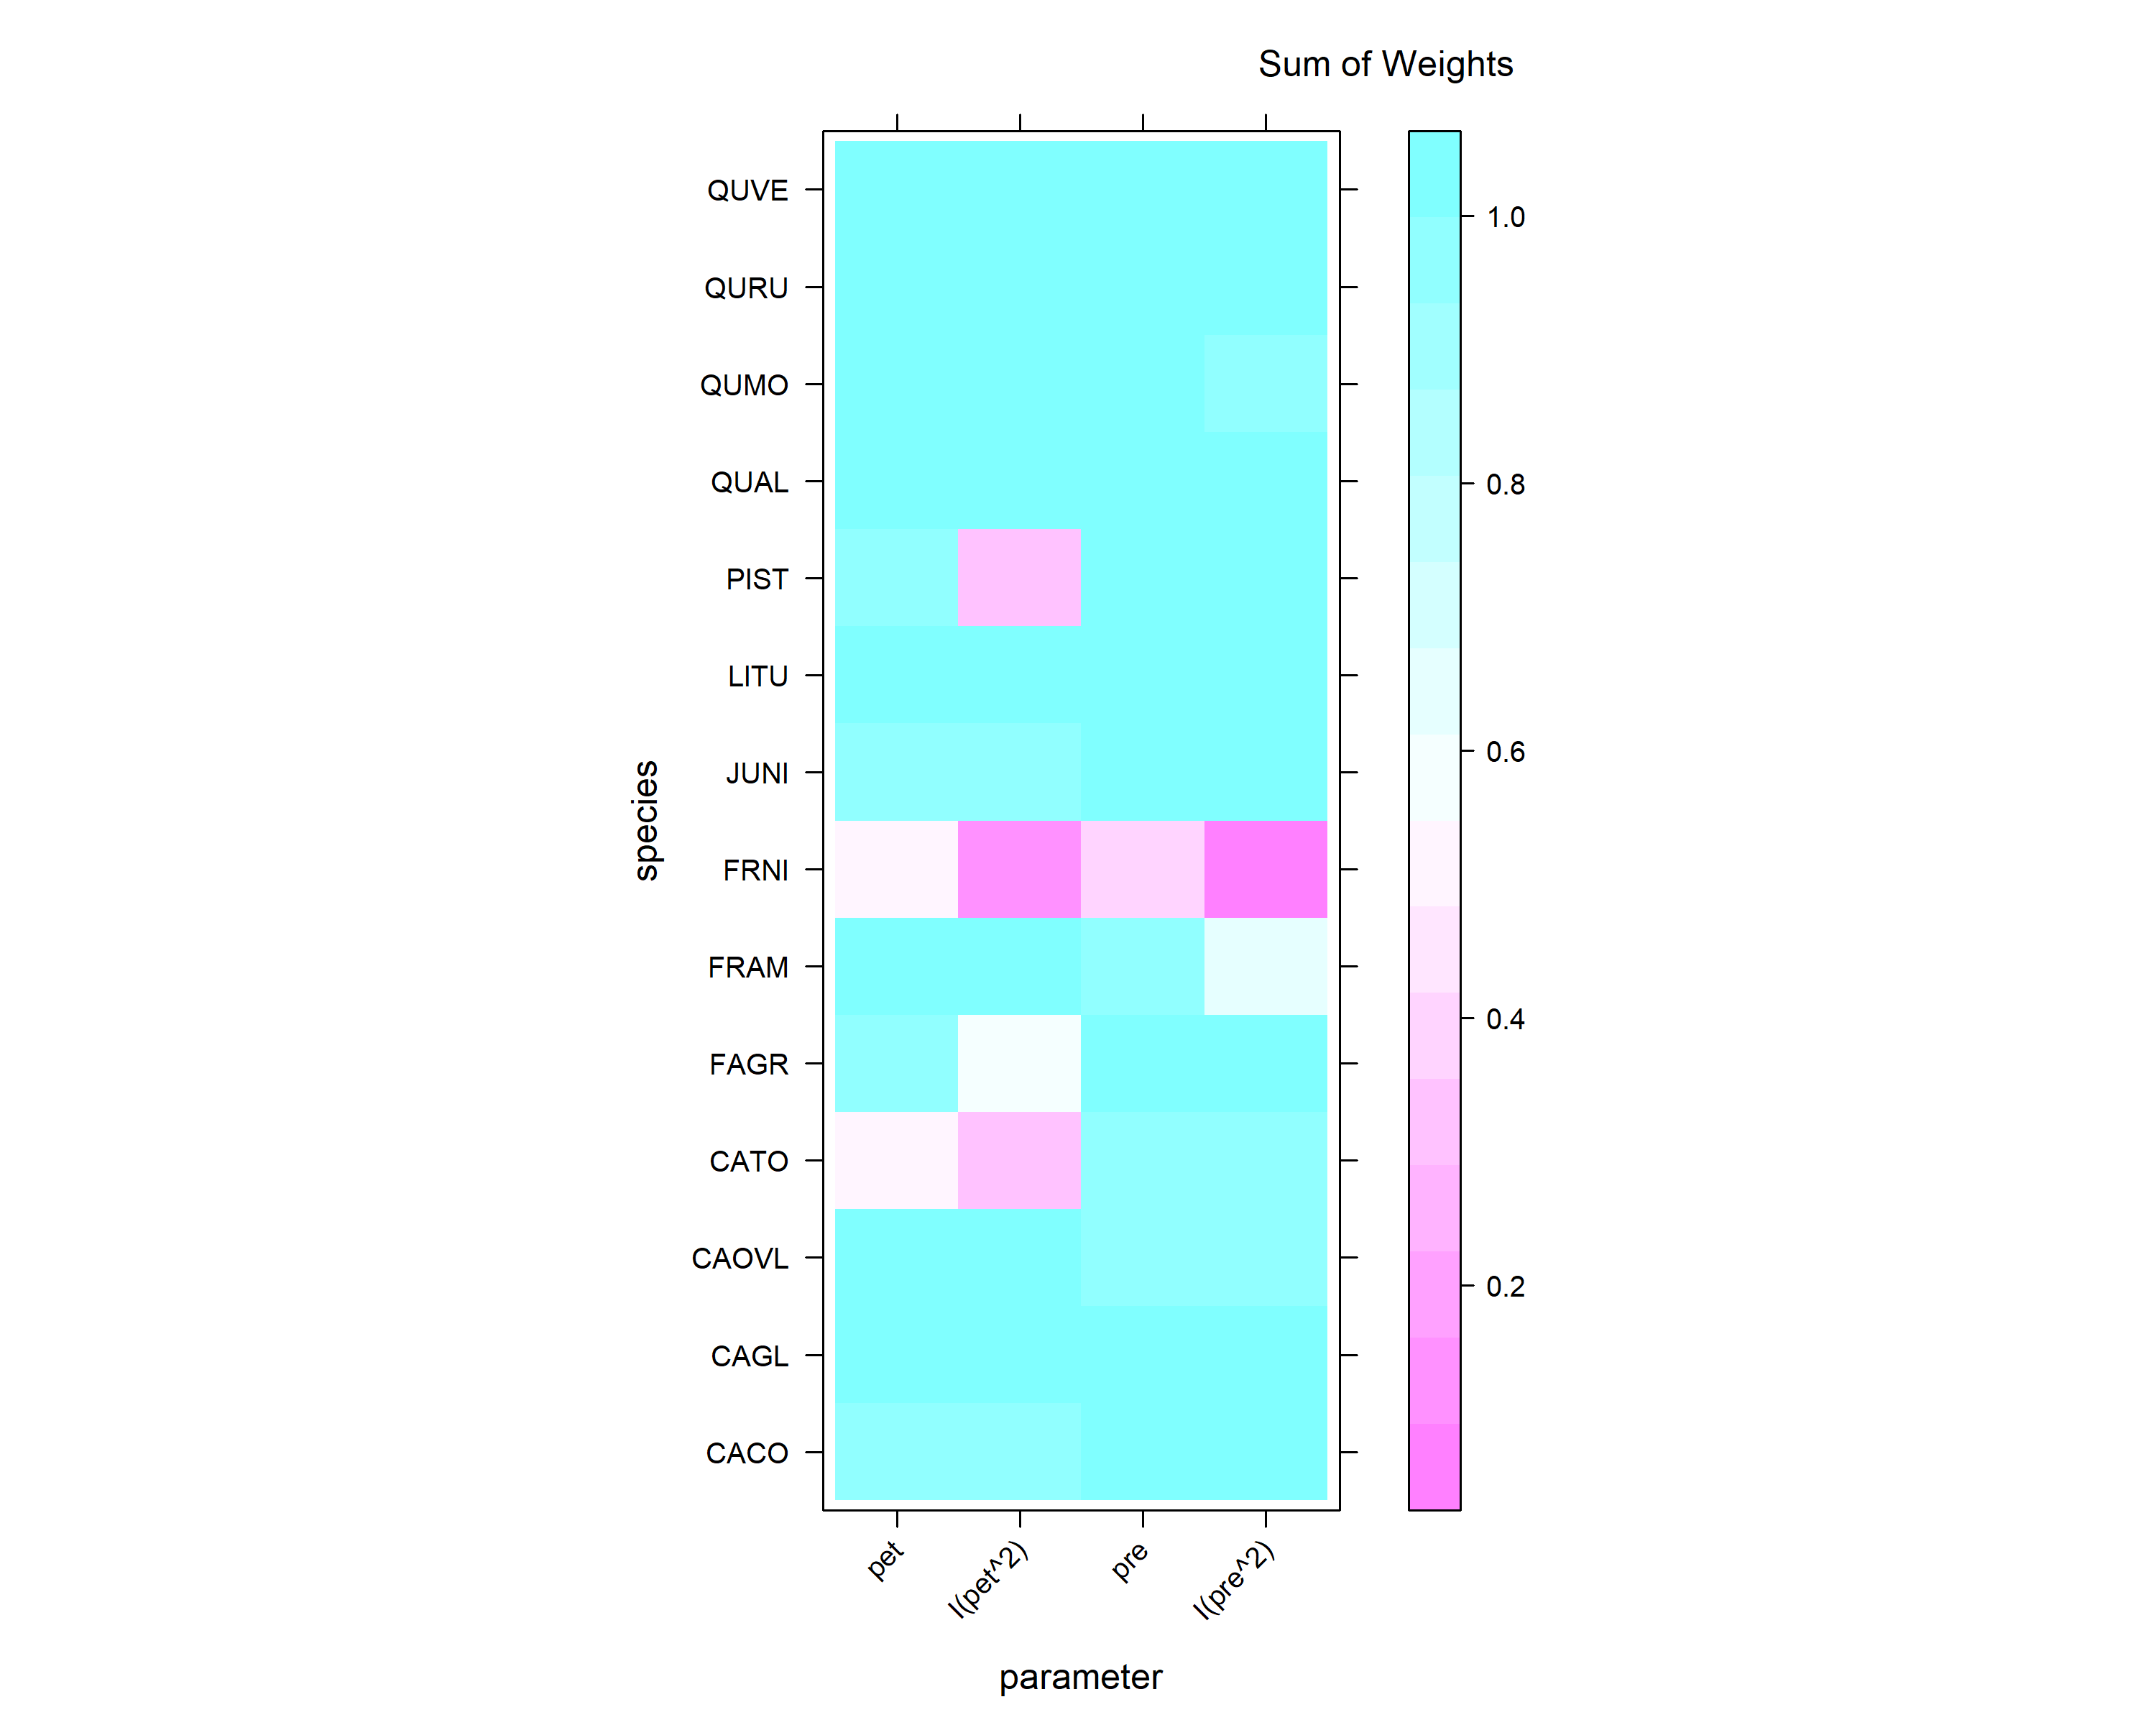 Sum of Weights
QUVE
QURU
QUMO
QUAL
PIST
LITU
JUNI
FRNI
FRAM
FAGR
CATO
CAOVL
CAGL
CACO
species
pet
I(pet^2)
pre
I(pre^2)
parameter
1.0
0.8
0.6
0.4
0.2